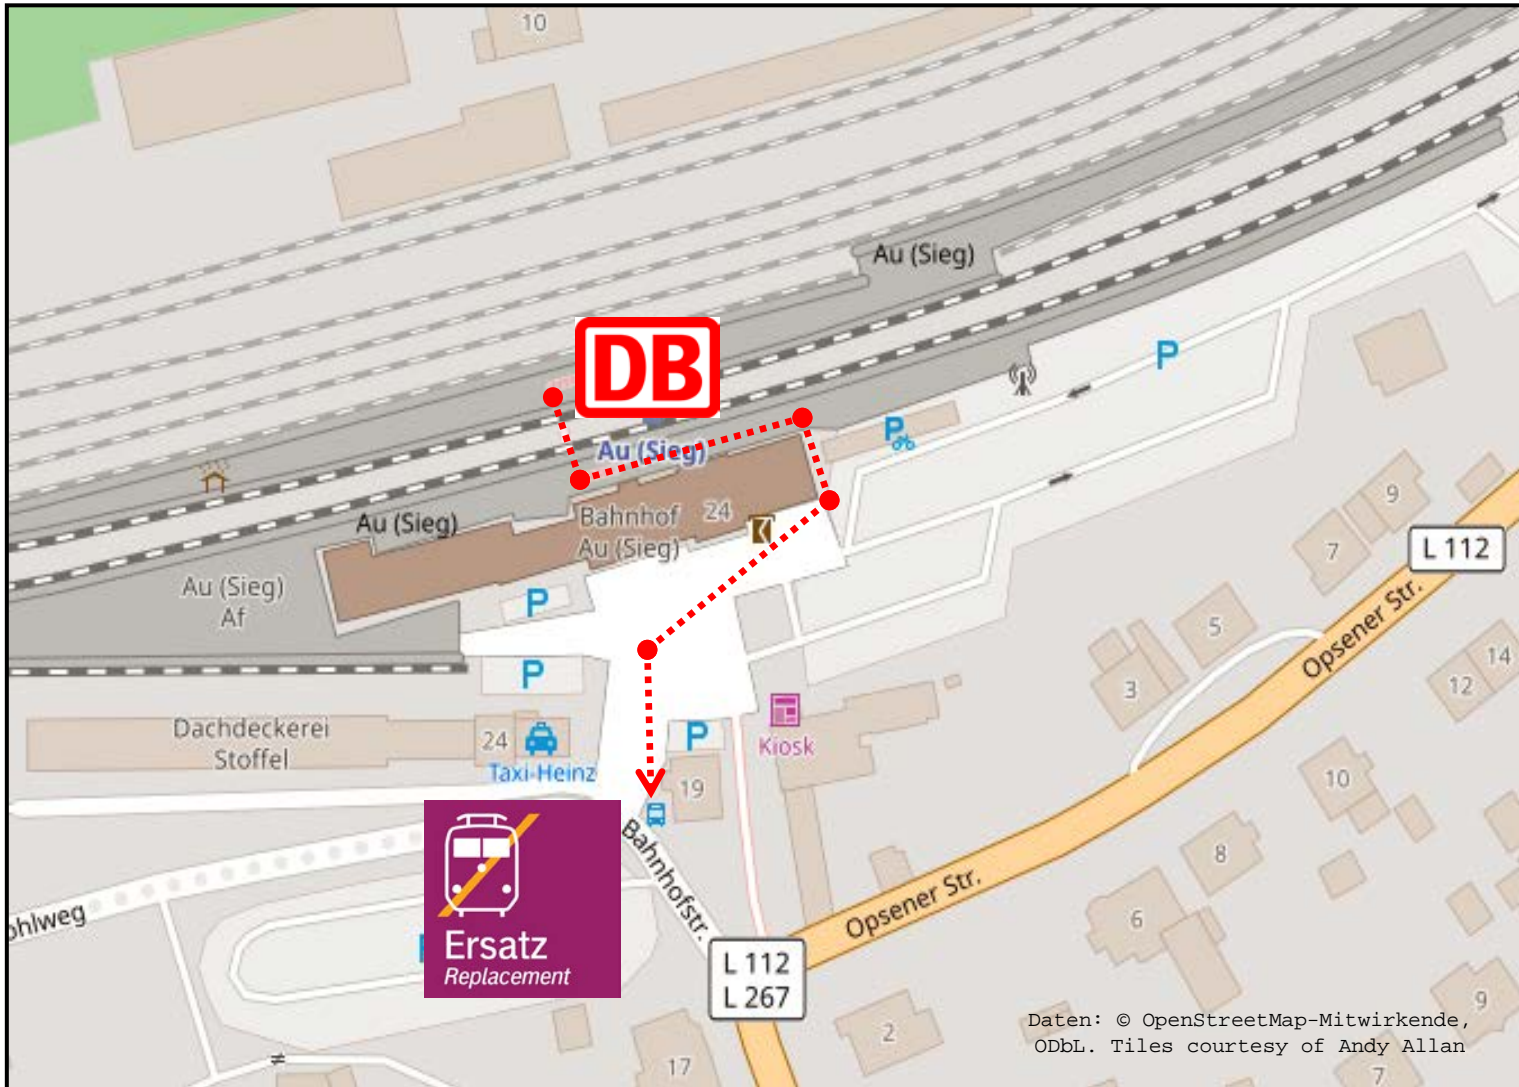 10
Au (Sieg)
P
DB
P
Au (Sieg)
Au (Sieg)
Bahnhof 24
Au (Sieg)
9
7
L 112
Au (Sieg)
Af
P
5
Opsener Str.
14
12
3
P
Dachdeckerei
Stoffel
24
Taxi-Heinz
P
Kiosk
19
10
Bahnhofstr.
8
ohlweg
Ersatz
Replacement
Opsener Str.
6
L 112
L 267
2
9
17
7
Daten: © OpenStreetMap-Mitwirkende,
ODbL. Tiles courtesy of Andy Allan